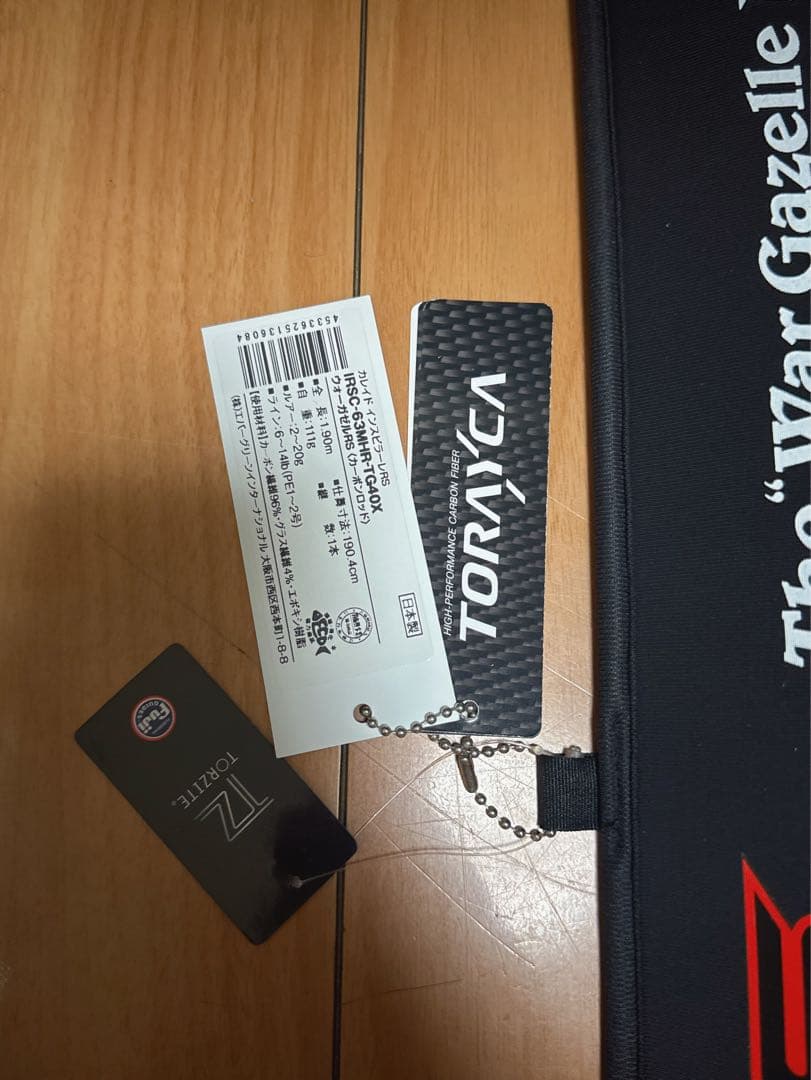 4533625136084
カレイド インスピラーレRS
IRSC-63MHR-TG40X
ウォーガゼルRS〈カーボンロッド〉
■全 長:1.90m ■仕舞寸法:190.4cm
■自 重:111g ■継 数:1本
■ルアー:2〜20g
■ライン:6〜14lb(PE1〜2号)
【使用材料】カーボン繊維96%・グラス繊維4%・エポキシ樹脂
(株)エバーグリーンインターナショナル 大阪市西区西本町1-8-8
日本製
HIGH-PERFORMANCE CARBON FIBER
TORAYCA
Fuji
TORZITE®
The "War Gazelle